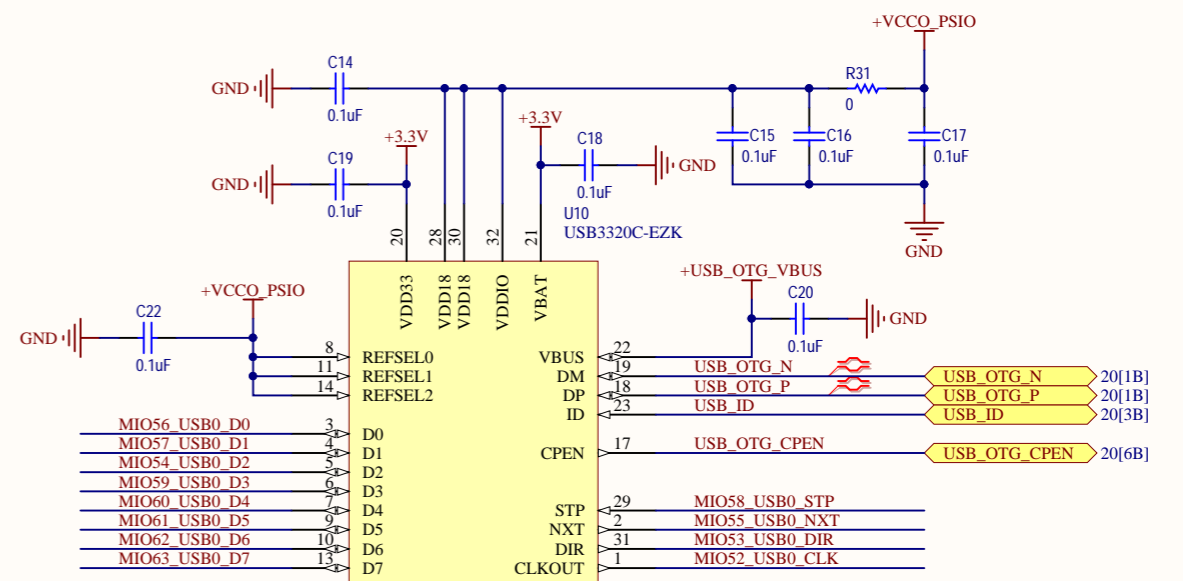 +VCCO_PSIO
C14
GND
0.1uF
R31
0
+3.3V
C18
GND
0.1uF
+3.3V
C19
GND
0.1uF
C15
0.1uF
C16
0.1uF
C17
0.1uF
GND
U10
USB3320C-EZK
20
28
30
32
21
VDD33
VDD18
VDD18
VDDIO
VBAT
+VCCO_PSIO
C22
GND
0.1uF
+USB_OTG_VBUS
C20
GND
0.1uF
8 REFSEL0
11 REFSEL1
14 REFSEL2
VBUS 22
DM 19 USB_OTG_N USB_OTG_N 20[1B]
DP 18 USB_OTG_P USB_OTG_P 20[1B]
ID 23 USB_ID USB_ID 20[3B]
CPEN 17 USB_OTG_CPEN USB_OTG_CPEN 20[6B]
MIO56_USB0_D0 3 D0
MIO57_USB0_D1 4 D1
MIO54_USB0_D2 5 D2
MIO59_USB0_D3 6 D3
MIO60_USB0_D4 7 D4
MIO61_USB0_D5 9 D5
MIO62_USB0_D6 10 D6
MIO63_USB0_D7 13 D7
STP 29 MIO58_USB0_STP
NXT 2 MIO55_USB0_NXT
DIR 31 MIO53_USB0_DIR
CLKOUT 1 MIO52_USB0_CLK